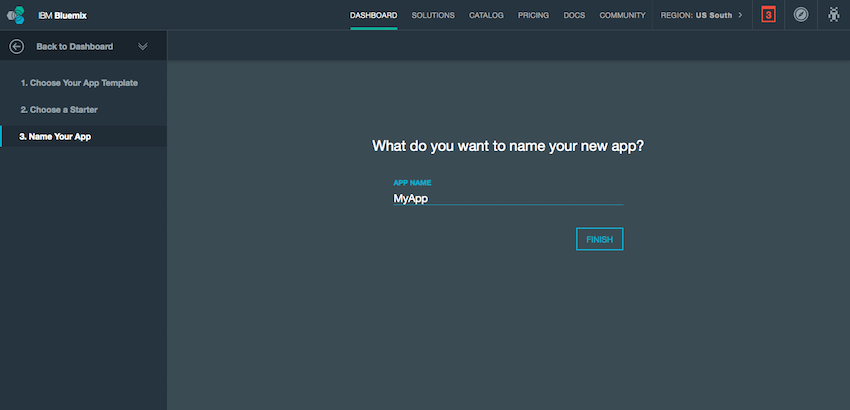 IBM Bluemix
DASHBOARD SOLUTIONS CATALOG PRICING DOCS COMMUNITY REGION: US South 3
Back to Dashboard
1. Choose Your App Template
2. Choose a Starter
3. Name Your App
What do you want to name your new app?
APP NAME
MyApp
FINISH